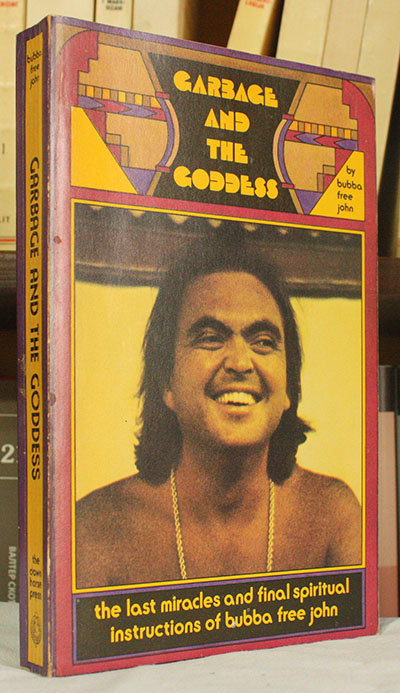 GARBAGE
AND
THE
GODDESS
by
bubba
free
john
the last miracles and final spiritual
instructions of bubba free john
bubba
free
john
GARBAGE AND THE GODDESS
the
dawn
horse
press